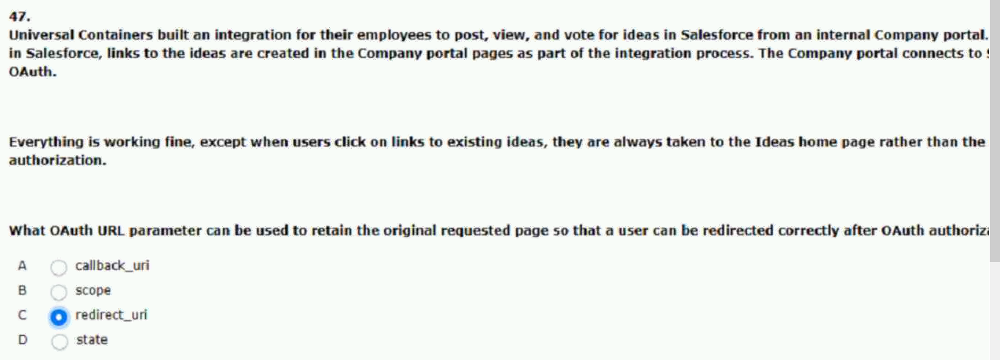 47.
Universal Containers built an integration for their employees to post, view, and vote for ideas in Salesforce from an internal Company portal.
in Salesforce, links to the ideas are created in the Company portal pages as part of the integration process. The Company portal connects to
OAuth.
Everything is working fine, except when users click on links to existing ideas, they are always taken to the Ideas home page rather than the
authorization.
What OAuth URL parameter can be used to retain the original requested page so that a user can be redirected correctly after OAuth
A callback_uri
B scope
C redirect_uri
D state